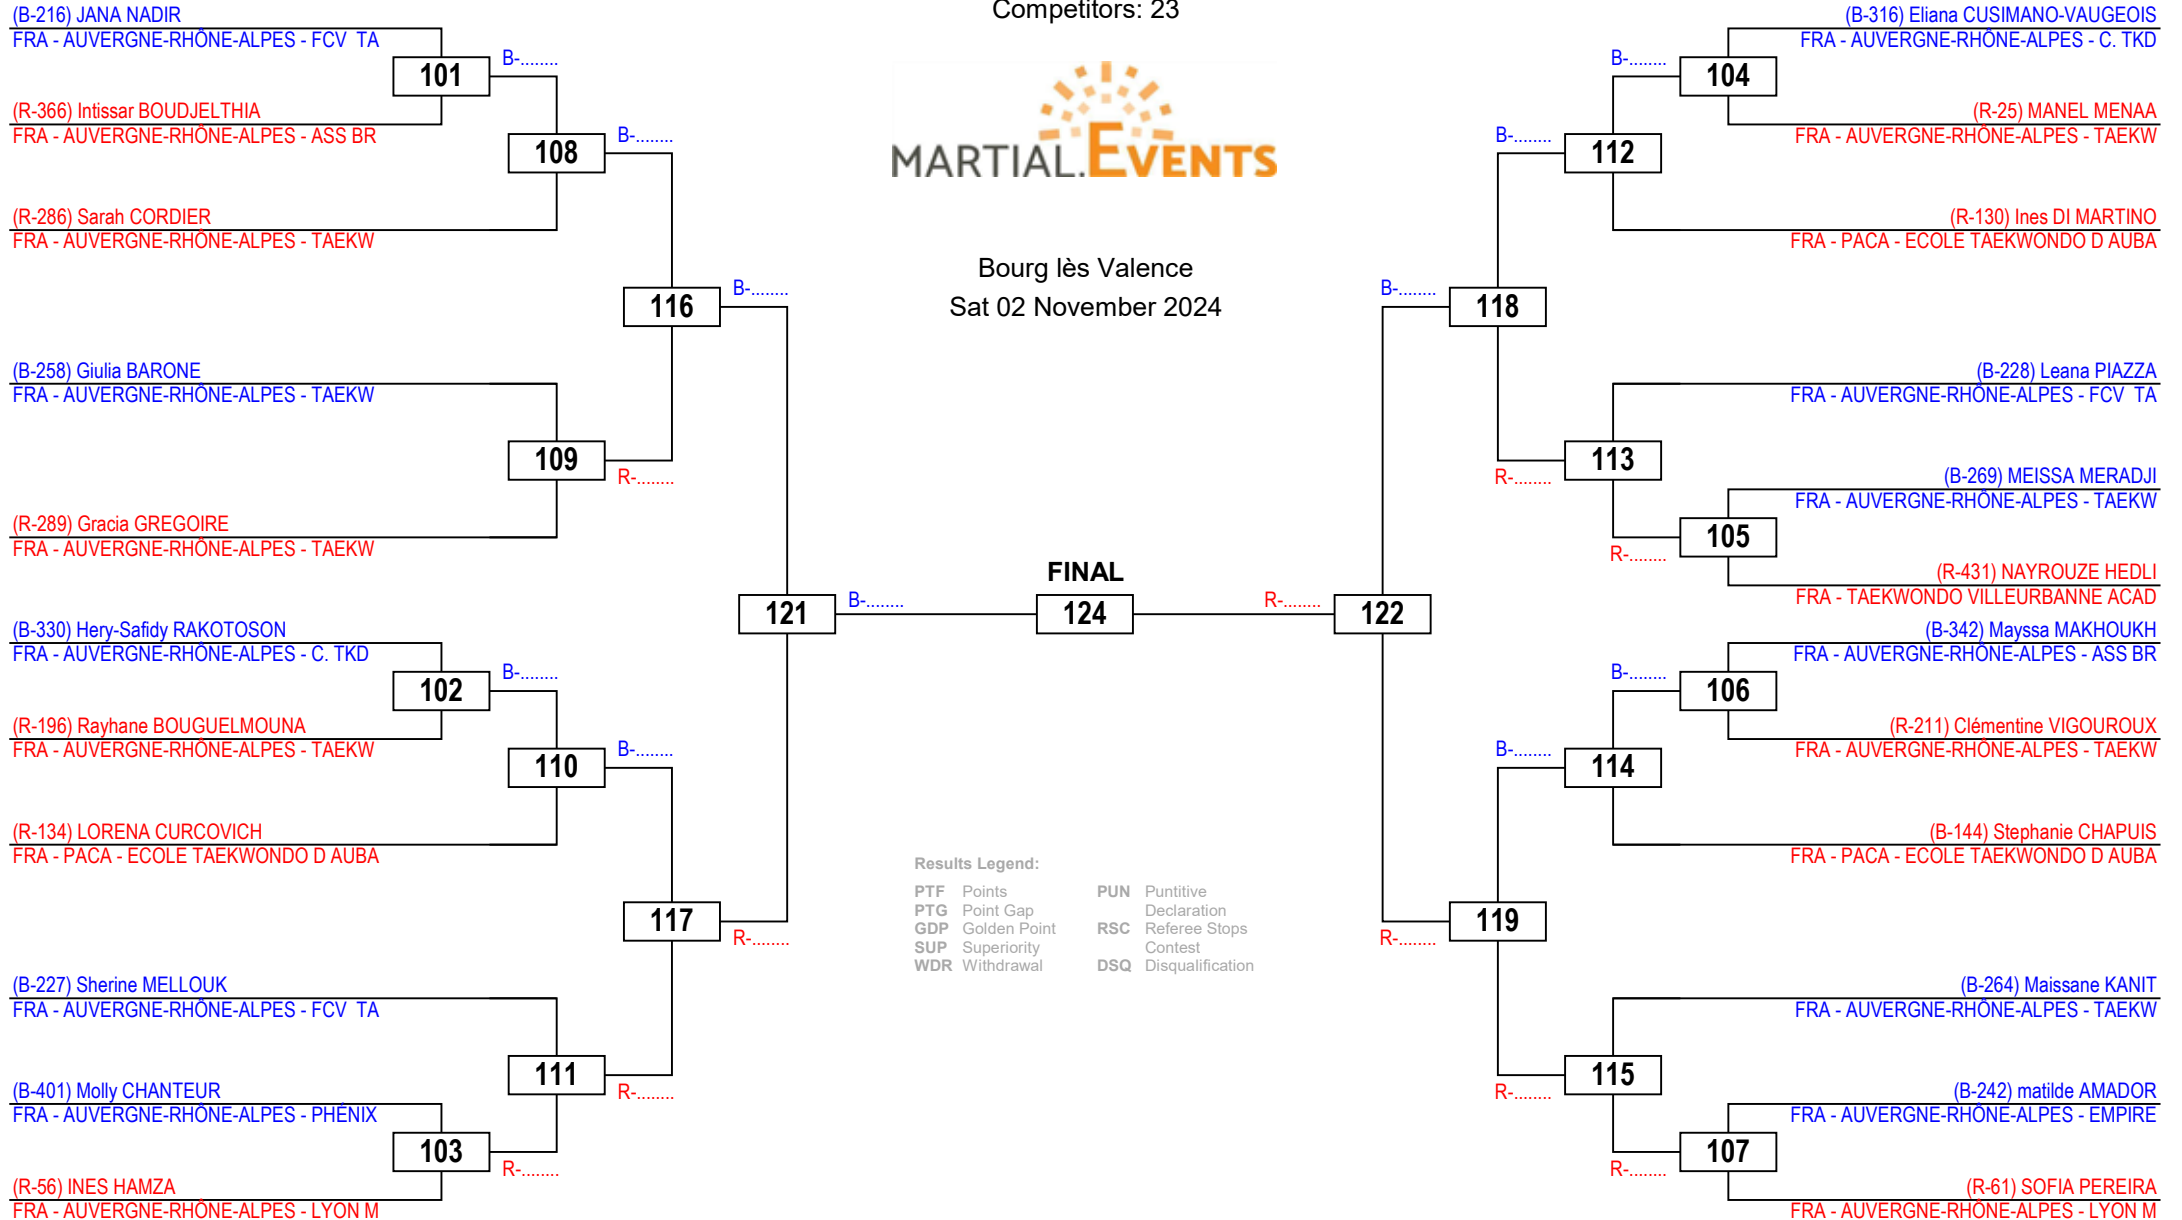 Competitors: 23
MARTIAL.EVENTS
Bourg lès Valence
Sat 02 November 2024
(B-216) JANA NADIR
FRA - AUVERGNE-RHÔNE-ALPES - FCV TA
101
B-........
(R-366) Intissar BOUDJELTHIA
FRA - AUVERGNE-RHÔNE-ALPES - ASS BR
108
B-........
(R-286) Sarah CORDIER
FRA - AUVERGNE-RHÔNE-ALPES - TAEKW
116
B-........
(B-258) Giulia BARONE
FRA - AUVERGNE-RHÔNE-ALPES - TAEKW
109
R-........
(R-289) Gracia GREGOIRE
FRA - AUVERGNE-RHÔNE-ALPES - TAEKW
121
B-........
(B-330) Hery-Safidy RAKOTOSON
FRA - AUVERGNE-RHÔNE-ALPES - C. TKD
102
B-........
(R-196) Rayhane BOUGUELMOUNA
FRA - AUVERGNE-RHÔNE-ALPES - TAEKW
110
B-........
(R-134) LORENA CURCOVICH
FRA - PACA - ECOLE TAEKWONDO D AUBA
117
R-........
(B-227) Sherine MELLOUK
FRA - AUVERGNE-RHÔNE-ALPES - FCV TA
111
R-........
(B-401) Molly CHANTEUR
FRA - AUVERGNE-RHÔNE-ALPES - PHÉNIX
103
R-........
(R-56) INES HAMZA
FRA - AUVERGNE-RHÔNE-ALPES - LYON M
FINAL
124
Results Legend:
PTF Points
PTG Point Gap
GDP Golden Point
SUP Superiority
WDR Withdrawal
PUN Puntitive
Declaration
RSC Referee Stops
Contest
DSQ Disqualification
(B-316) Eliana CUSIMANO-VAUGEOIS
FRA - AUVERGNE-RHÔNE-ALPES - C. TKD
B-........
104
(R-25) MANEL MENAA
FRA - AUVERGNE-RHÔNE-ALPES - TAEKW
B-........
112
(R-130) Ines DI MARTINO
FRA - PACA - ECOLE TAEKWONDO D AUBA
B-........
118
(B-228) Leana PIAZZA
FRA - AUVERGNE-RHÔNE-ALPES - FCV TA
113
R-........
(B-269) MEISSA MERADJI
FRA - AUVERGNE-RHÔNE-ALPES - TAEKW
105
R-........
(R-431) NAYROUZE HEDLI
FRA - TAEKWONDO VILLEURBANNE ACAD
R-........
122
(B-342) Mayssa MAKHOUKH
FRA - AUVERGNE-RHÔNE-ALPES - ASS BR
B-........
106
(R-211) Clémentine VIGOUROUX
FRA - AUVERGNE-RHÔNE-ALPES - TAEKW
B-........
114
(B-144) Stephanie CHAPUIS
FRA - PACA - ECOLE TAEKWONDO D AUBA
119
R-........
(B-264) Maissane KANIT
FRA - AUVERGNE-RHÔNE-ALPES - TAEKW
115
R-........
(B-242) matilde AMADOR
FRA - AUVERGNE-RHÔNE-ALPES - EMPIRE
107
R-........
(R-61) SOFIA PEREIRA
FRA - AUVERGNE-RHÔNE-ALPES - LYON M